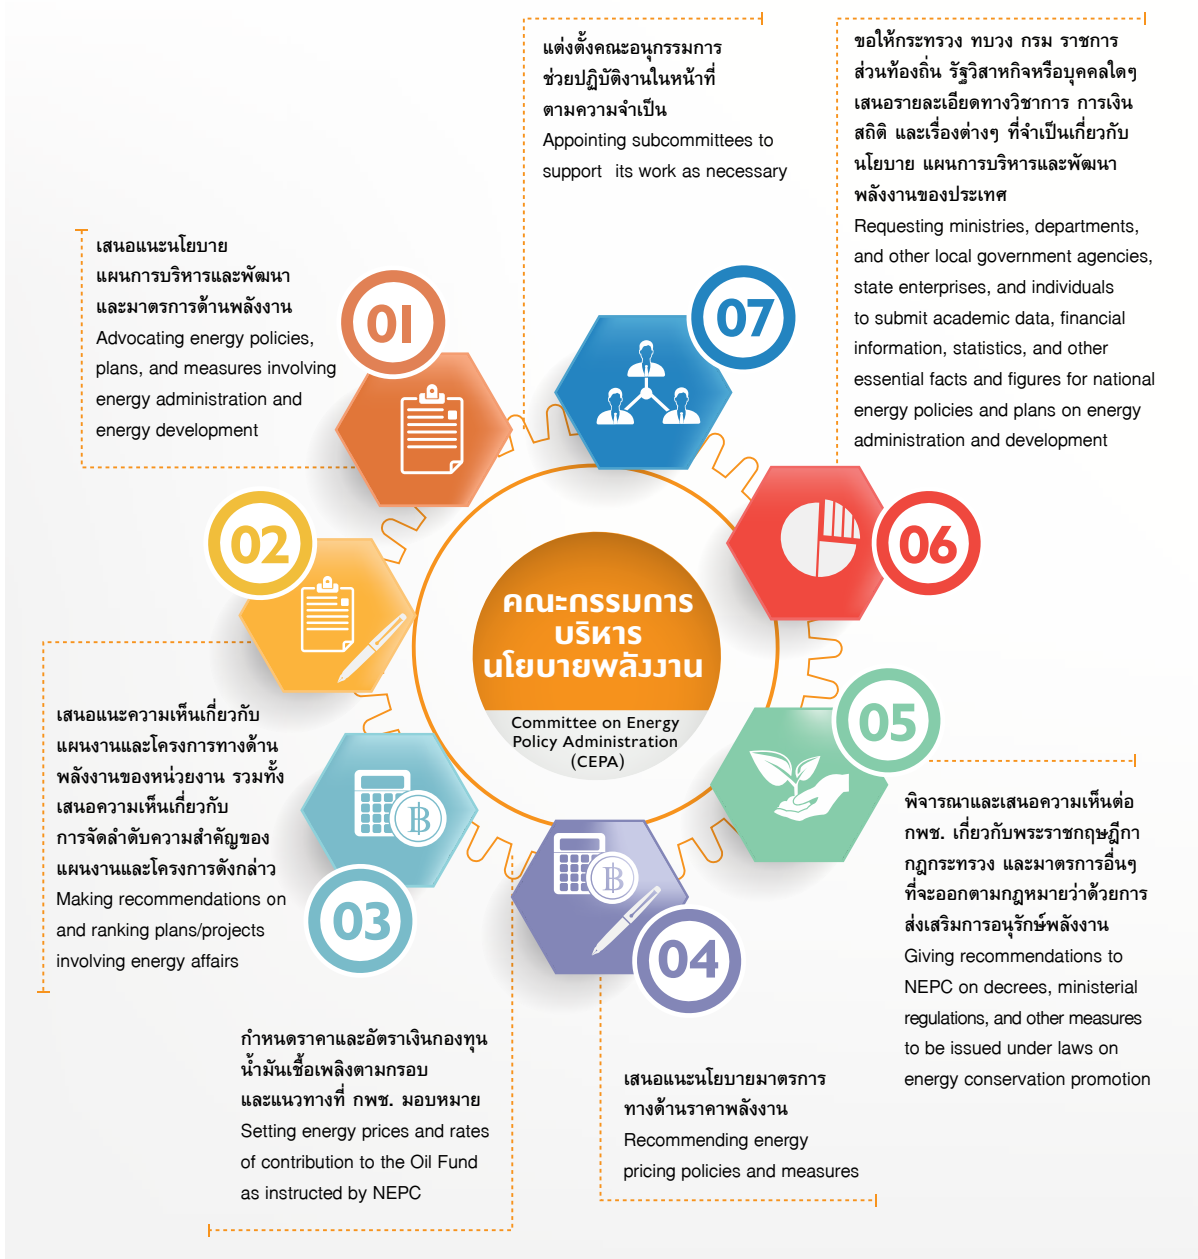 คณะกรรมการ
บริหาร
นโยบายพลังงาน
Committee on Energy
Policy Administration
(CEPA)
01
เสนอแนะนโยบาย
แผนการบริหารและพัฒนา
และมาตรการด้านพลังงาน
Advocating energy policies,
plans, and measures involving
energy administration and
energy development
02
เสนอแนะความเห็นเกี่ยวกับ
แผนงานและโครงการทางด้าน
พลังงานของหน่วยงาน รวมทั้ง
เสนอความเห็นเกี่ยวกับ
การจัดลำดับความสำคัญของ
แผนงานและโครงการดังกล่าว
Making recommendations on
and ranking plans/projects
involving energy affairs
03
กำหนดราคาและอัตราเงินกองทุน
น้ำมันเชื้อเพลิงตามกรอบ
และแนวทางที่ กพช. มอบหมาย
Setting energy prices and rates
of contribution to the Oil Fund
as instructed by NEPC
04
เสนอแนะนโยบายมาตรการ
ทางด้านราคาพลังงาน
Recommending energy
pricing policies and measures
05
พิจารณาและเสนอความเห็นต่อ
กพช. เกี่ยวกับพระราชกฤษฎีกา
กฎกระทรวง และมาตรการอื่นๆ
ที่จะออกตามกฎหมายว่าด้วยการ
ส่งเสริมการอนุรักษ์พลังงาน
Giving recommendations to
NEPC on decrees, ministerial
regulations, and other measures
to be issued under laws on
energy conservation promotion
06
ขอให้กระทรวง ทบวง กรม ราชการ
ส่วนท้องถิ่น รัฐวิสาหกิจหรือบุคคลใดๆ
เสนอรายละเอียดทางวิชาการ การเงิน
สถิติ และเรื่องต่างๆ ที่จำเป็นเกี่ยวกับ
นโยบาย แผนการบริหารและพัฒนา
พลังงานของประเทศ
Requesting ministries, departments,
and other local government agencies,
state enterprises, and individuals
to submit academic data, financial
information, statistics, and other
essential facts and figures for national
energy policies and plans on energy
administration and development
07
แต่งตั้งคณะอนุกรรมการ
ช่วยปฏิบัติงานในหน้าที่
ตามความจำเป็น
Appointing subcommittees to
support its work as necessary